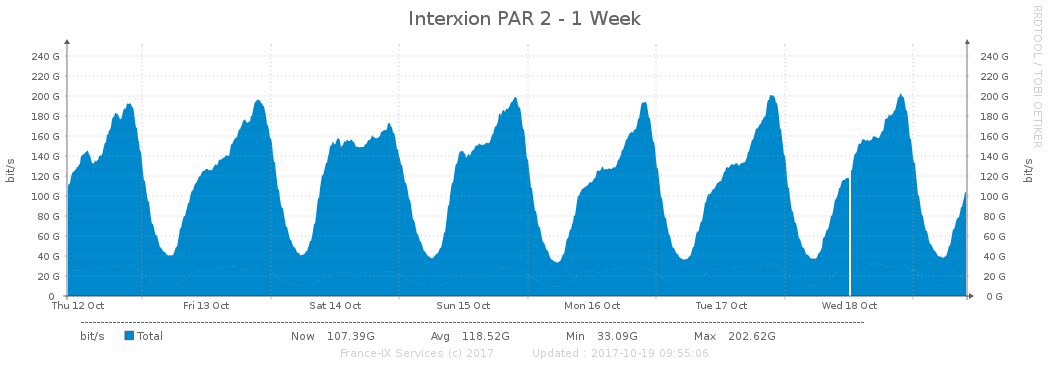 Interxion PAR 2 - 1 Week
RRDTOOL / TOBI OETIKER
bit/s
240 G
220 G
200 G
180 G
160 G
140 G
120 G
100 G
80 G
60 G
40 G
20 G
0
240 G
220 G
200 G
180 G
160 G
140 G
120 G
100 G
80 G
60 G
40 G
20 G
0 G
bit/s
Thu 12 Oct Fri 13 Oct Sat 14 Oct Sun 15 Oct Mon 16 Oct Tue 17 Oct Wed 18 Oct
bit/s Total Now 107.39G Avg 118.52G Min 33.09G Max 202.62G
France-IX Services (c) 2017 Updated : 2017-10-19 09:55:06